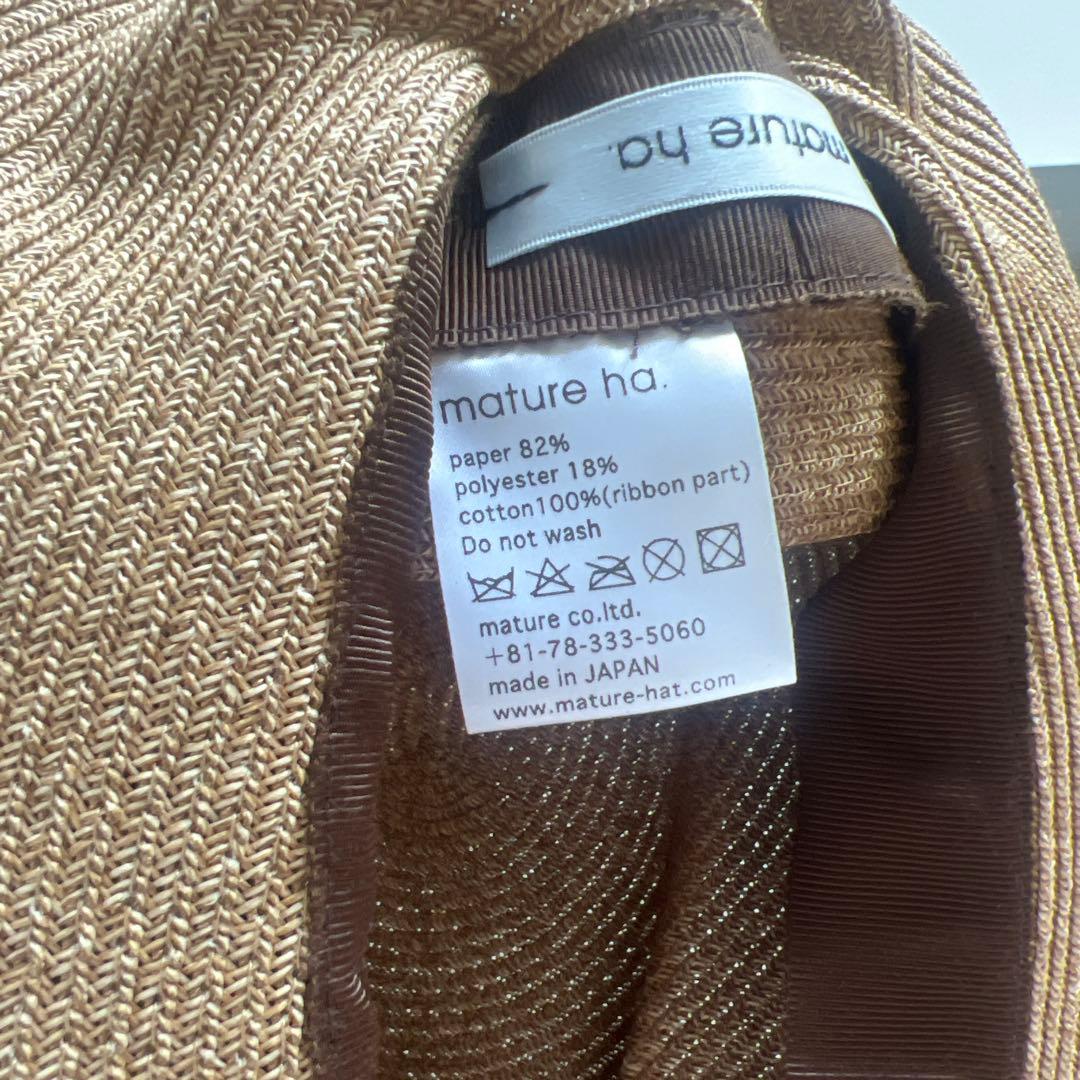 mature ha.
mature ha.
paper 82%
polyester 18%
cotton100%(ribbon part)
Do not wash
mature co.ltd.
+81-78-333-5060
made in JAPAN
www.mature-hat.com